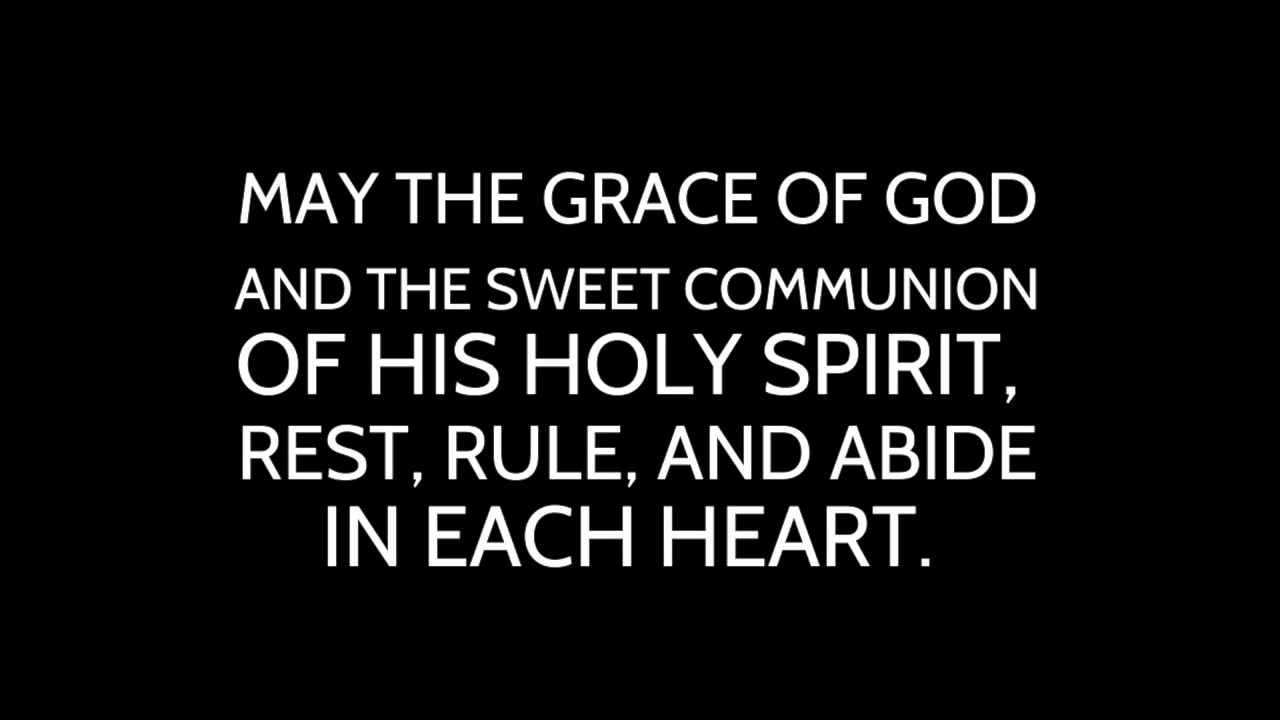 MAY THE GRACE OF GOD
AND THE SWEET COMMUNION
OF HIS HOLY SPIRIT,
REST, RULE, AND ABIDE
IN EACH HEART.